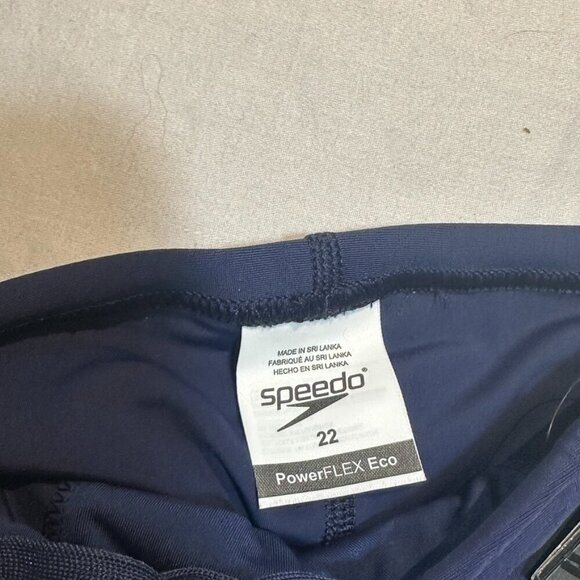 MADE IN SRI LANKA
FABRIQUÉ AU SRI LANKA
HECHO EN SRI LANKA
speedo®
22
PowerFLEX Eco